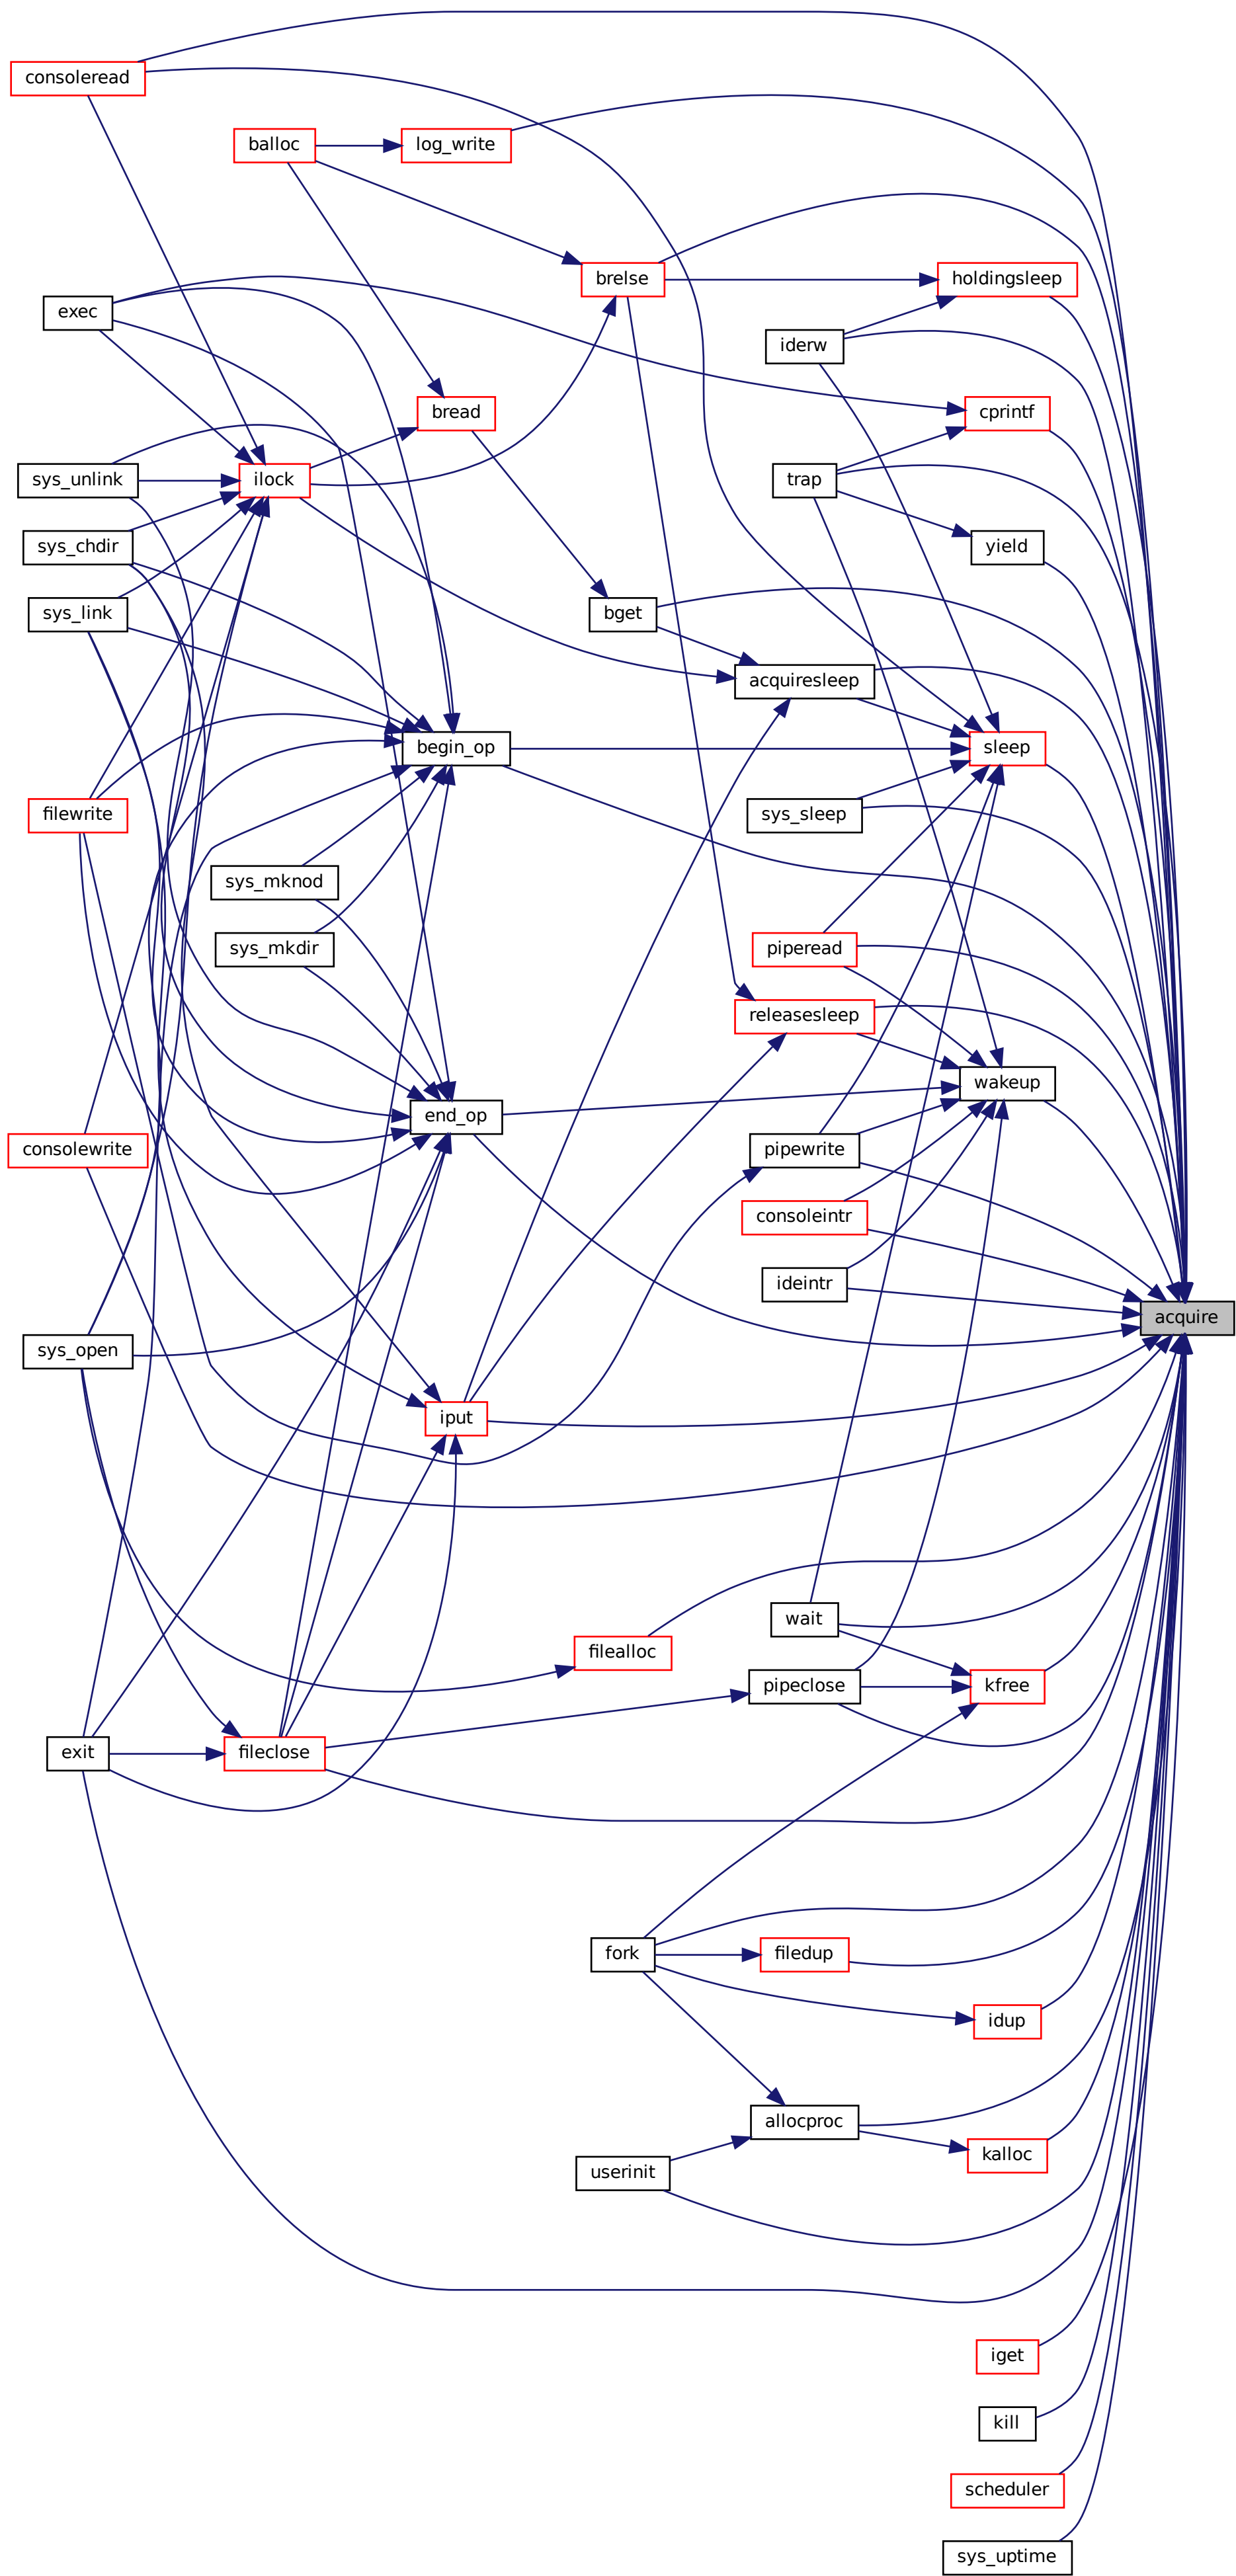 consoleread
balloc
log_write
brelse
holdingsleep
exec
iderw
bread
cprintf
sys_unlink
ilock
trap
sys_chdir
yield
sys_link
bget
acquiresleep
begin_op
sleep
filewrite
sys_sleep
sys_mknod
sys_mkdir
piperead
releasesleep
wakeup
end_op
consolewrite
pipewrite
consoleintr
ideintr
acquire
sys_open
iput
wait
filealloc
pipeclose
kfree
exit
fileclose
fork
filedup
idup
allocproc
kalloc
userinit
iget
kill
scheduler
sys_uptime